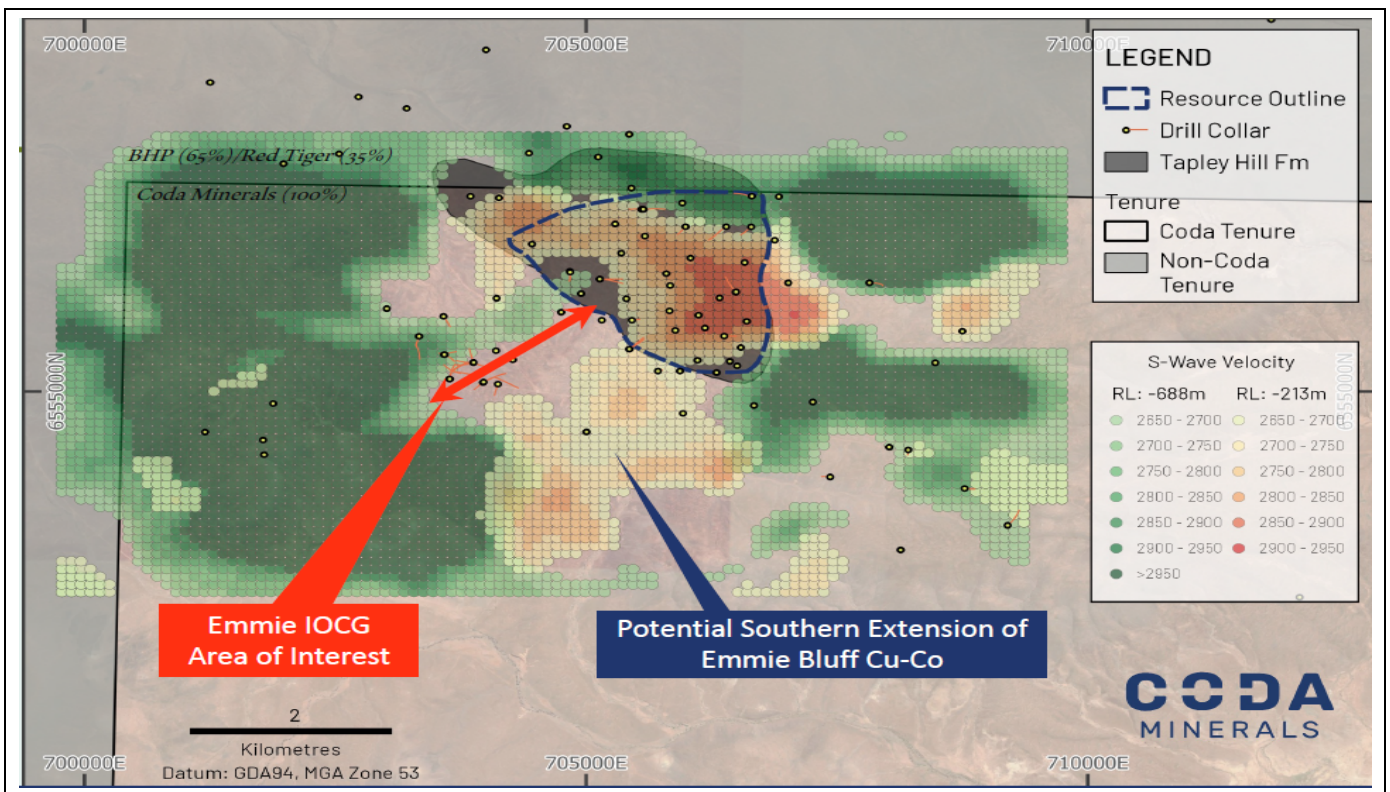 700000E
705000E
710000E
LEGEND
Resource Outline
Drill Collar
Tapley Hill Fm
Tenure
Coda Tenure
Non-Coda
Tenure
BHP (65%)/Red Tiger (35%)
Coda Minerals (100%)
6555000N
6555000N
S-Wave Velocity
RL: -688m RL: -213m
2650 - 2700 2650 - 2700
2700 - 2750 2700 - 2750
2750 - 2800 2750 - 2800
2800 - 2850 2800 - 2850
2850 - 2900 2850 - 2900
2900 - 2950 2900 - 2950
>2950
Emmie IOCG
Area of Interest
Potential Southern Extension of
Emmie Bluff Cu-Co
CODA
MINERALS
2
Kilometres
Datum: GDA94, MGA Zone 53
700000E
705000E
710000E